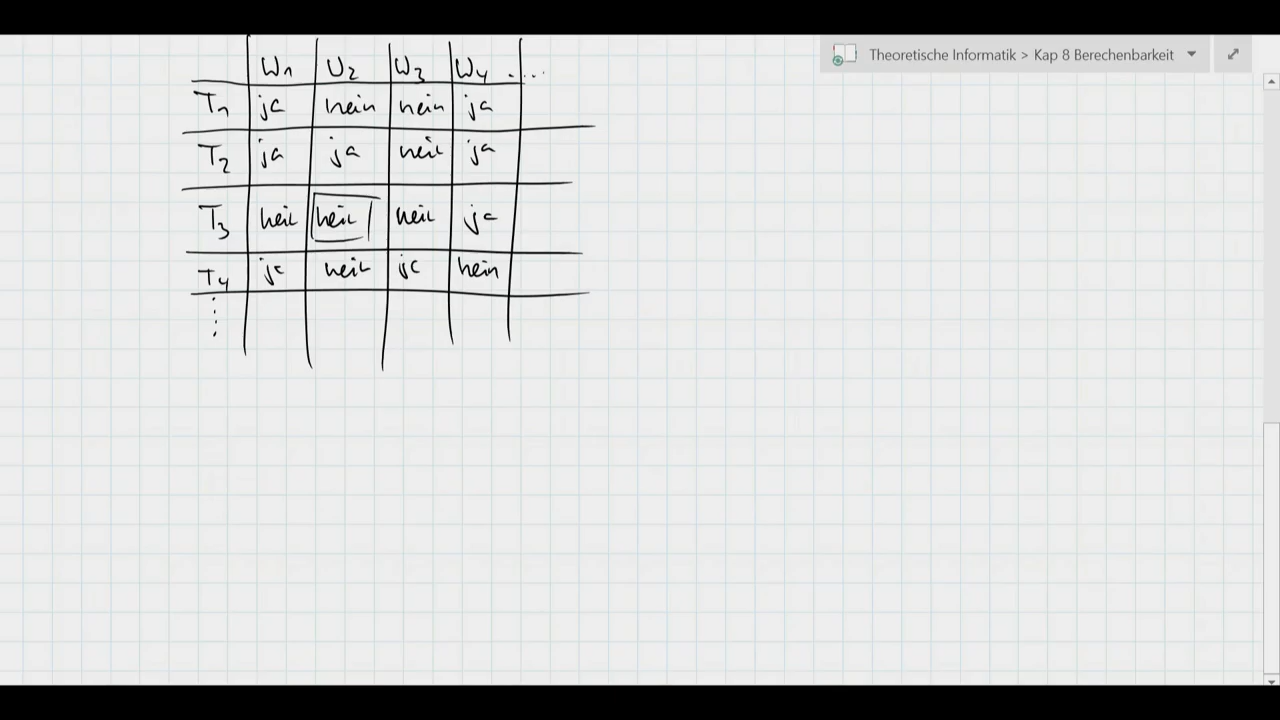 Theoretische Informatik > Kap 8 Berechenbarkeit
W1 W2 W3 W4 ....
T1 ja nein nein ja
T2 ja ja nein ja
T3 nein nein nein ja
T4 ja nein ja nein